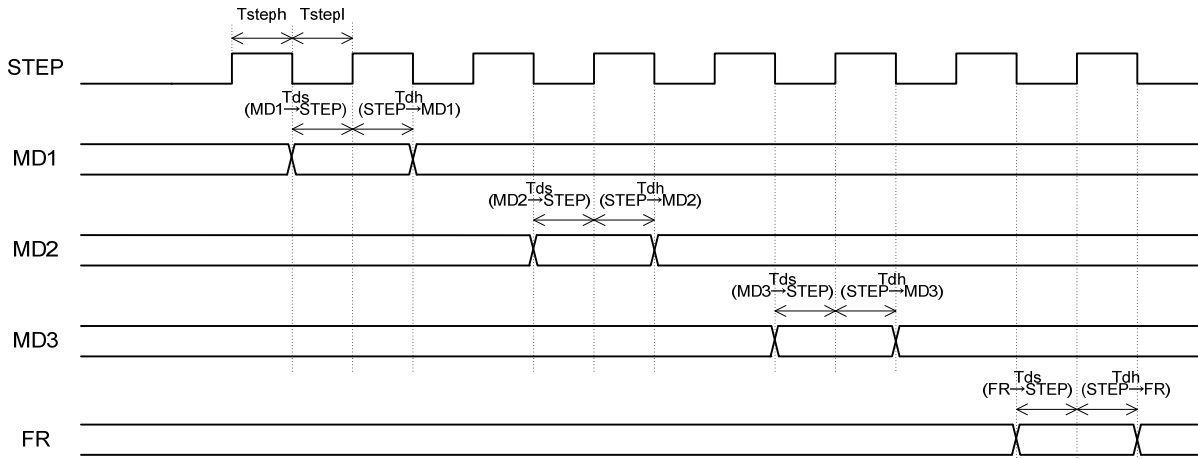 Tsteph Tstepl
STEP
Tds Tdh
(MD1→STEP) (STEP→MD1)
MD1
Tds Tdh
(MD2→STEP) (STEP→MD2)
MD2
Tds Tdh
(MD3→STEP) (STEP→MD3)
MD3
Tds Tdh
(FR→STEP) (STEP→FR)
FR